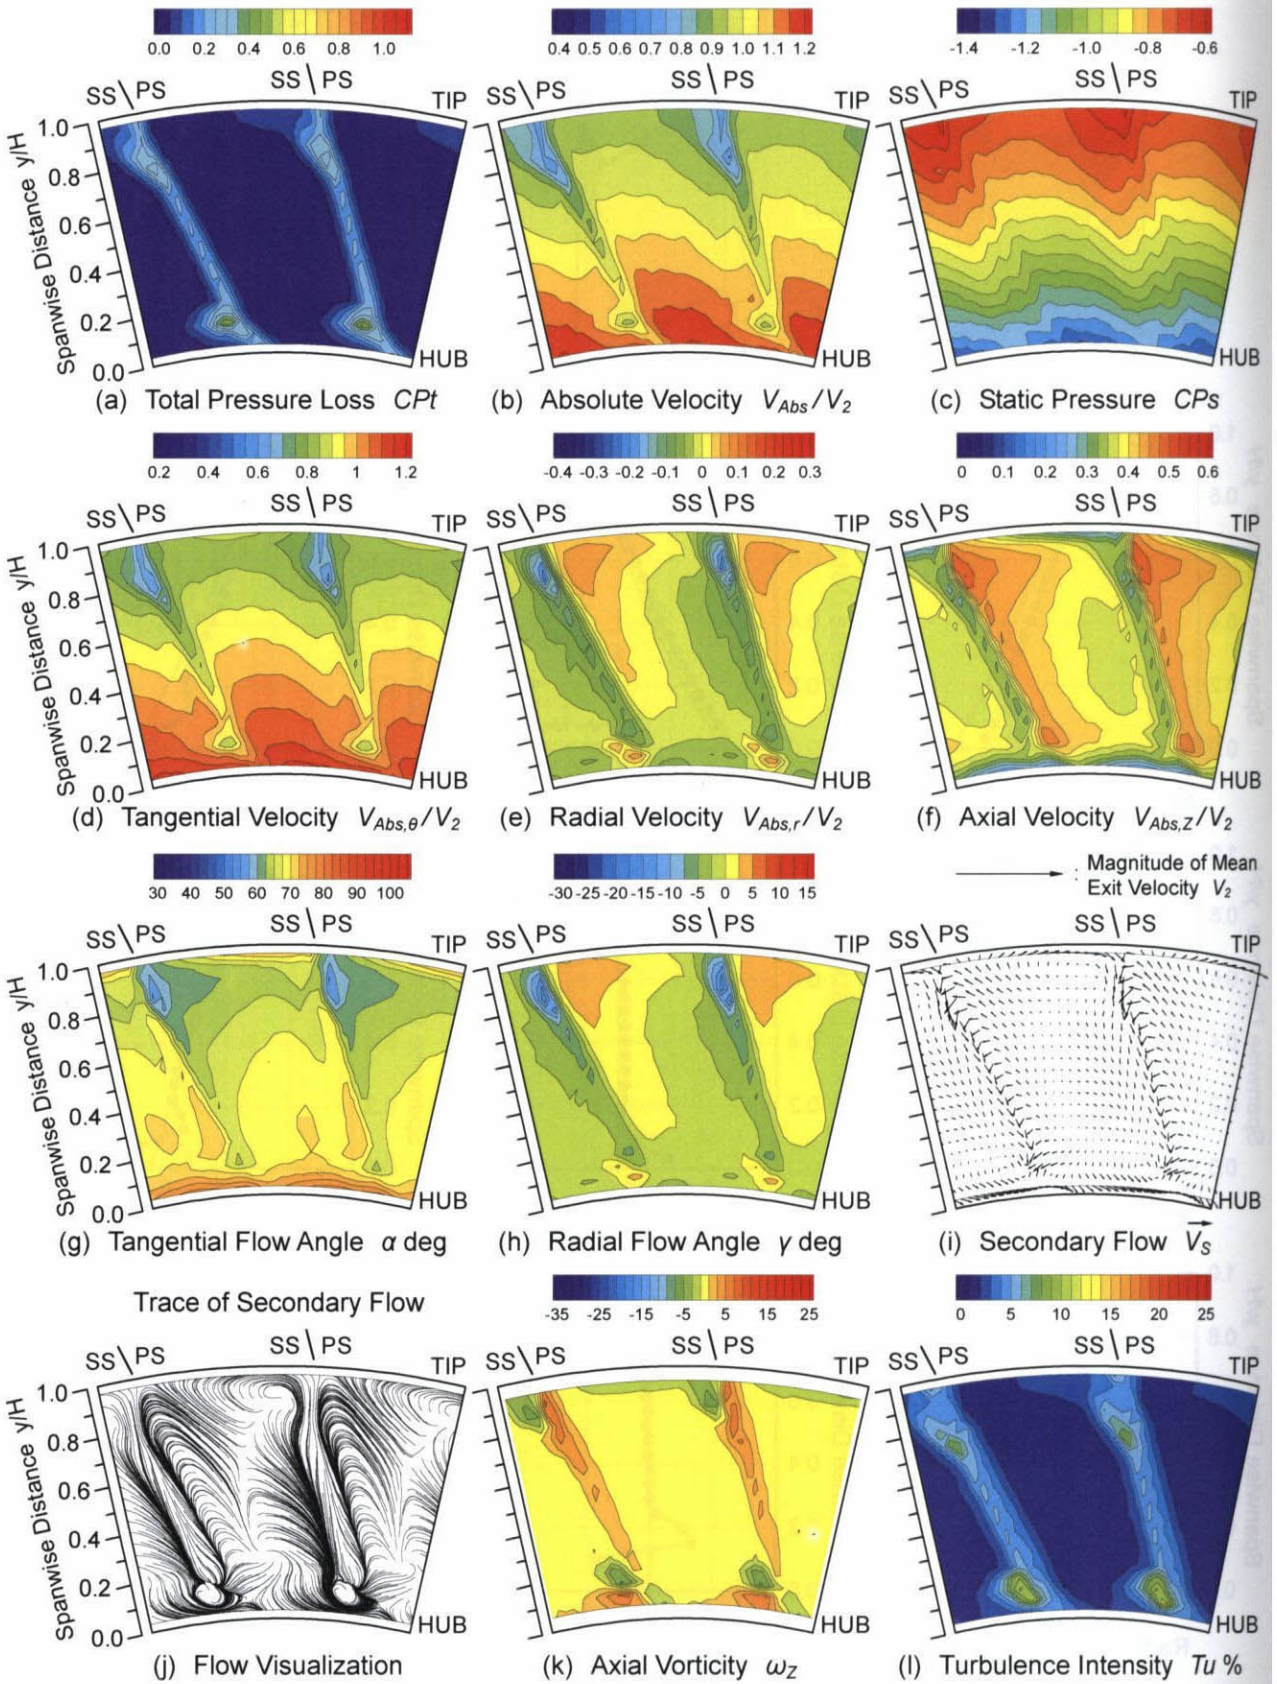 0.0 0.2 0.4 0.6 0.8 1.0
0.4 0.5 0.6 0.7 0.8 0.9 1.0 1.1 1.2
-1.4 -1.2 -1.0 -0.8 -0.6
SS PS SS PS TIP
SS PS SS PS TIP
SS PS SS PS TIP
Spanwise Distance y/H
1.0
0.8
0.6
0.4
0.2
0.0
HUB
HUB
HUB
(a) Total Pressure Loss CPt
(b) Absolute Velocity VAbs/V2
(c) Static Pressure CPs
0.2 0.4 0.6 0.8 1 1.2
-0.4 -0.3 -0.2 -0.1 0 0.1 0.2 0.3
0 0.1 0.2 0.3 0.4 0.5 0.6
SS PS SS PS TIP
SS PS SS PS TIP
SS PS SS PS TIP
Spanwise Distance y/H
1.0
0.8
0.6
0.4
0.2
0.0
HUB
HUB
HUB
(d) Tangential Velocity VAbs,θ/V2
(e) Radial Velocity VAbs,r/V2
(f) Axial Velocity VAbs,Z/V2
30 40 50 60 70 80 90 100
-30 -25 -20 -15 -10 -5 0 5 10 15
: Magnitude of Mean
Exit Velocity V2
SS PS SS PS TIP
SS PS SS PS TIP
SS PS SS PS TIP
Spanwise Distance y/H
1.0
0.8
0.6
0.4
0.2
0.0
HUB
HUB
HUB
(g) Tangential Flow Angle α deg
(h) Radial Flow Angle γ deg
(i) Secondary Flow VS
Trace of Secondary Flow
-35 -25 -15 -5 5 15 25
0 5 10 15 20 25
SS PS SS PS TIP
SS PS SS PS TIP
SS PS SS PS TIP
Spanwise Distance y/H
1.0
0.8
0.6
0.4
0.2
0.0
HUB
HUB
HUB
(j) Flow Visualization
(k) Axial Vorticity ωZ
(l) Turbulence Intensity Tu %